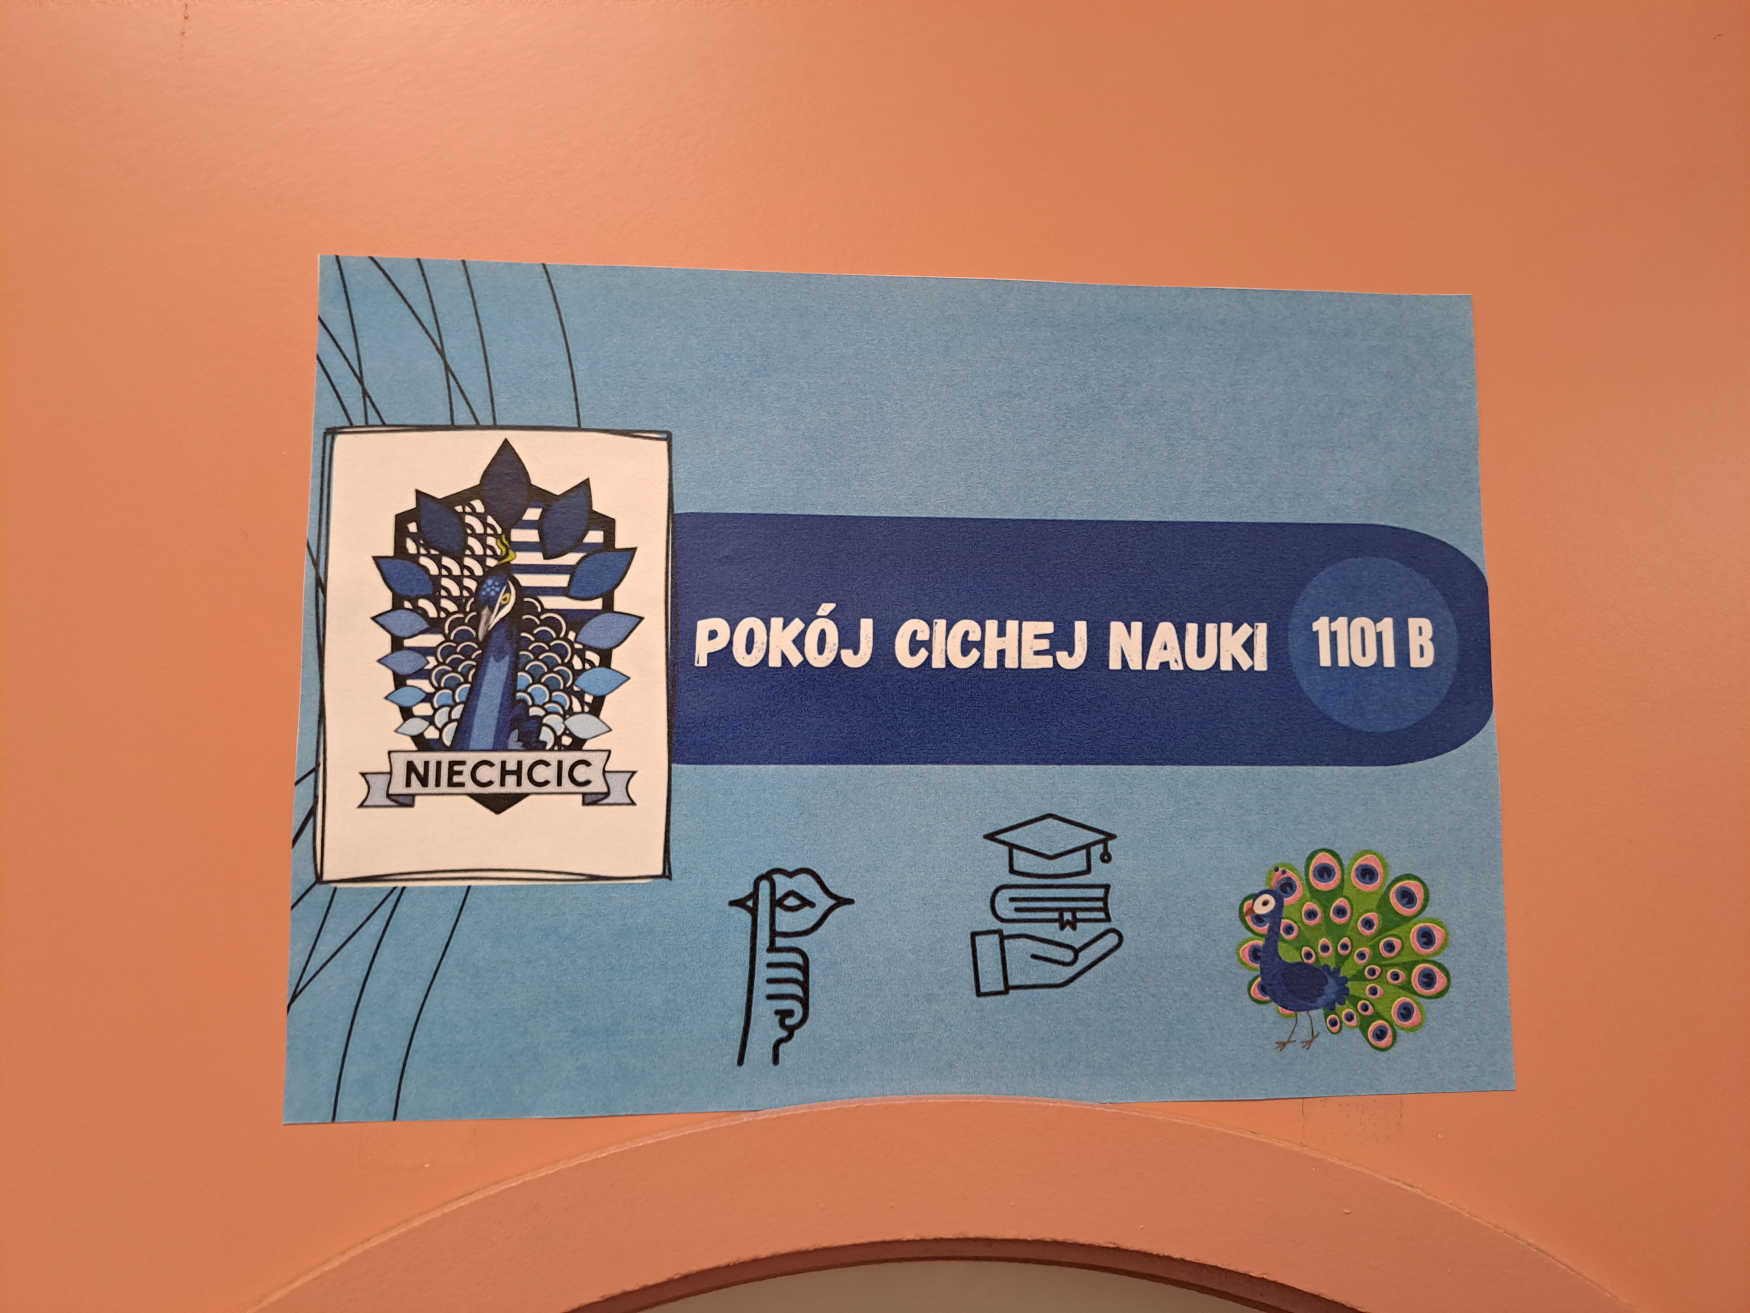 NIECHCIC
POKÓJ CICHEJ NAUKI
1101 B